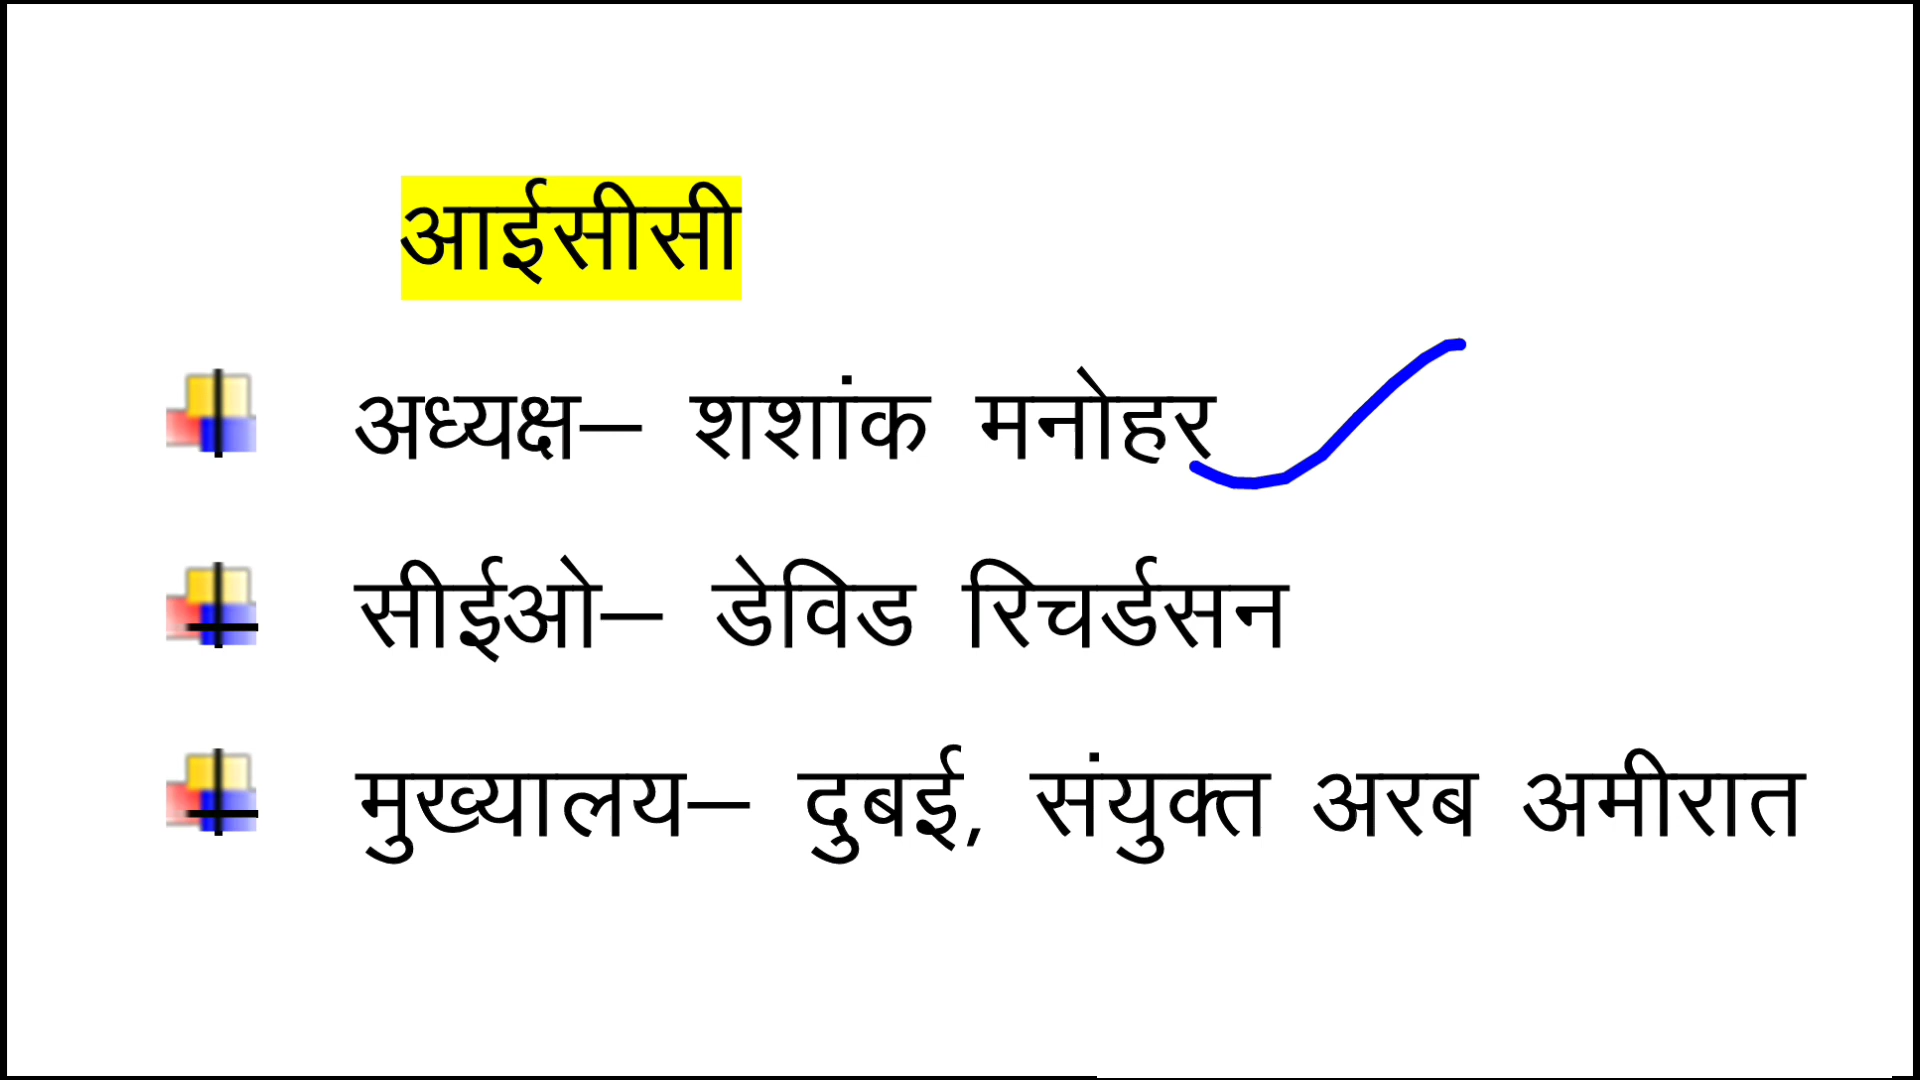 आईसीसी
अध्यक्ष– शशांक मनोहर
सीईओ– डेविड रिचर्डसन
मुख्यालय– दुबई, संयुक्त अरब अमीरात